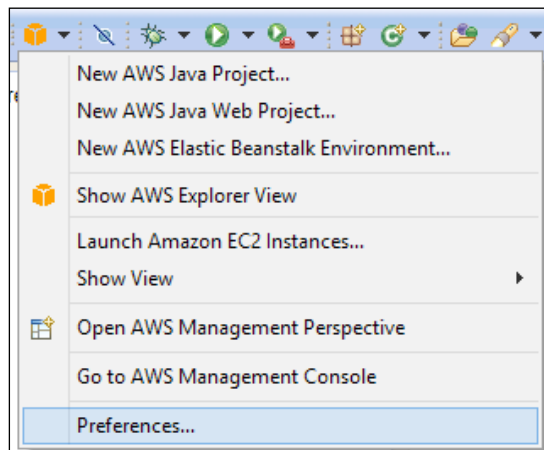 New AWS Java Project...
New AWS Java Web Project...
New AWS Elastic Beanstalk Environment...
Show AWS Explorer View
Launch Amazon EC2 Instances...
Show View
Open AWS Management Perspective
Go to AWS Management Console
Preferences...